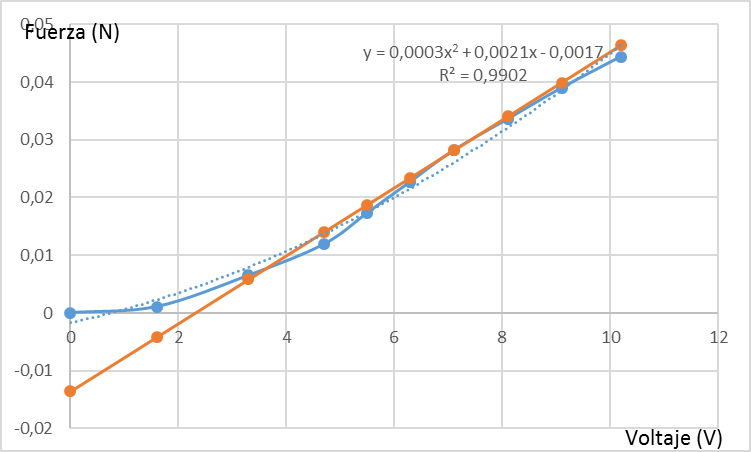 0,05
Fuerza (N)
y = 0,0003x² + 0,0021x - 0,0017
R² = 0,9902
0,04
0,03
0,02
0,01
0
0 2 4 6 8 10 12
-0,01
-0,02
Voltaje (V)